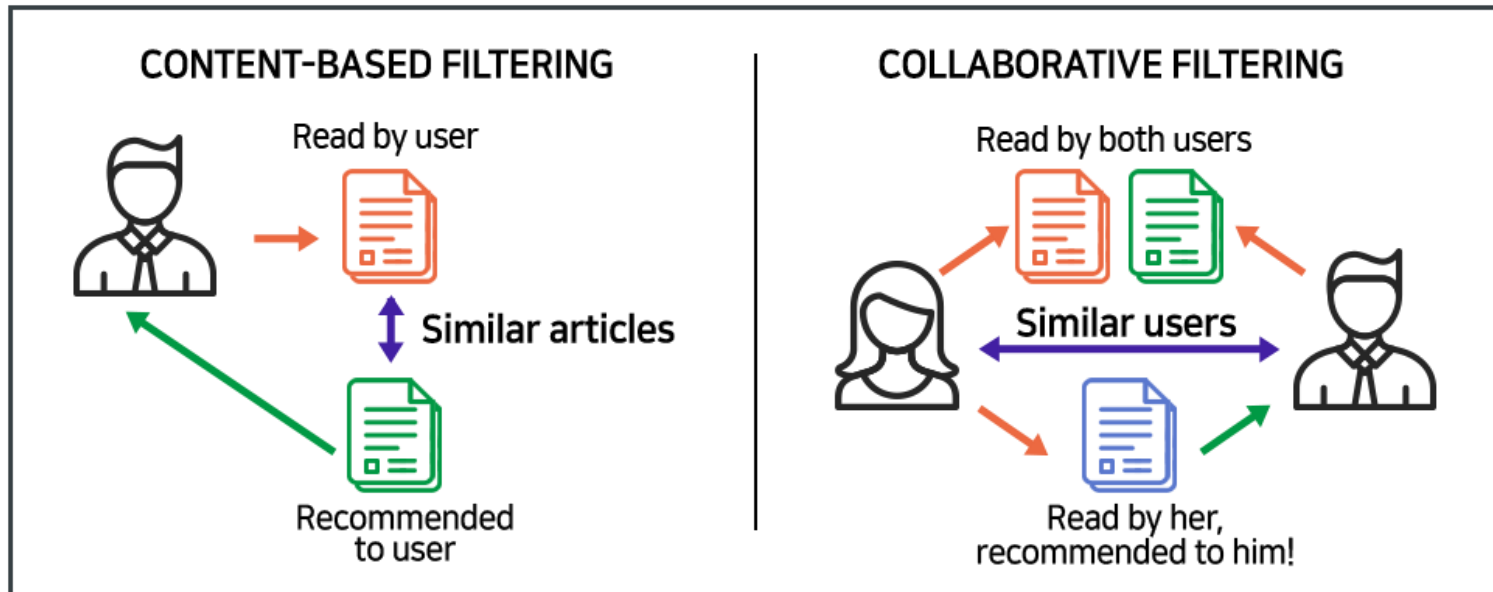 CONTENT-BASED FILTERING
Read by user
Similar articles
Recommended
to user
COLLABORATIVE FILTERING
Read by both users
Similar users
Read by her,
recommended to him!